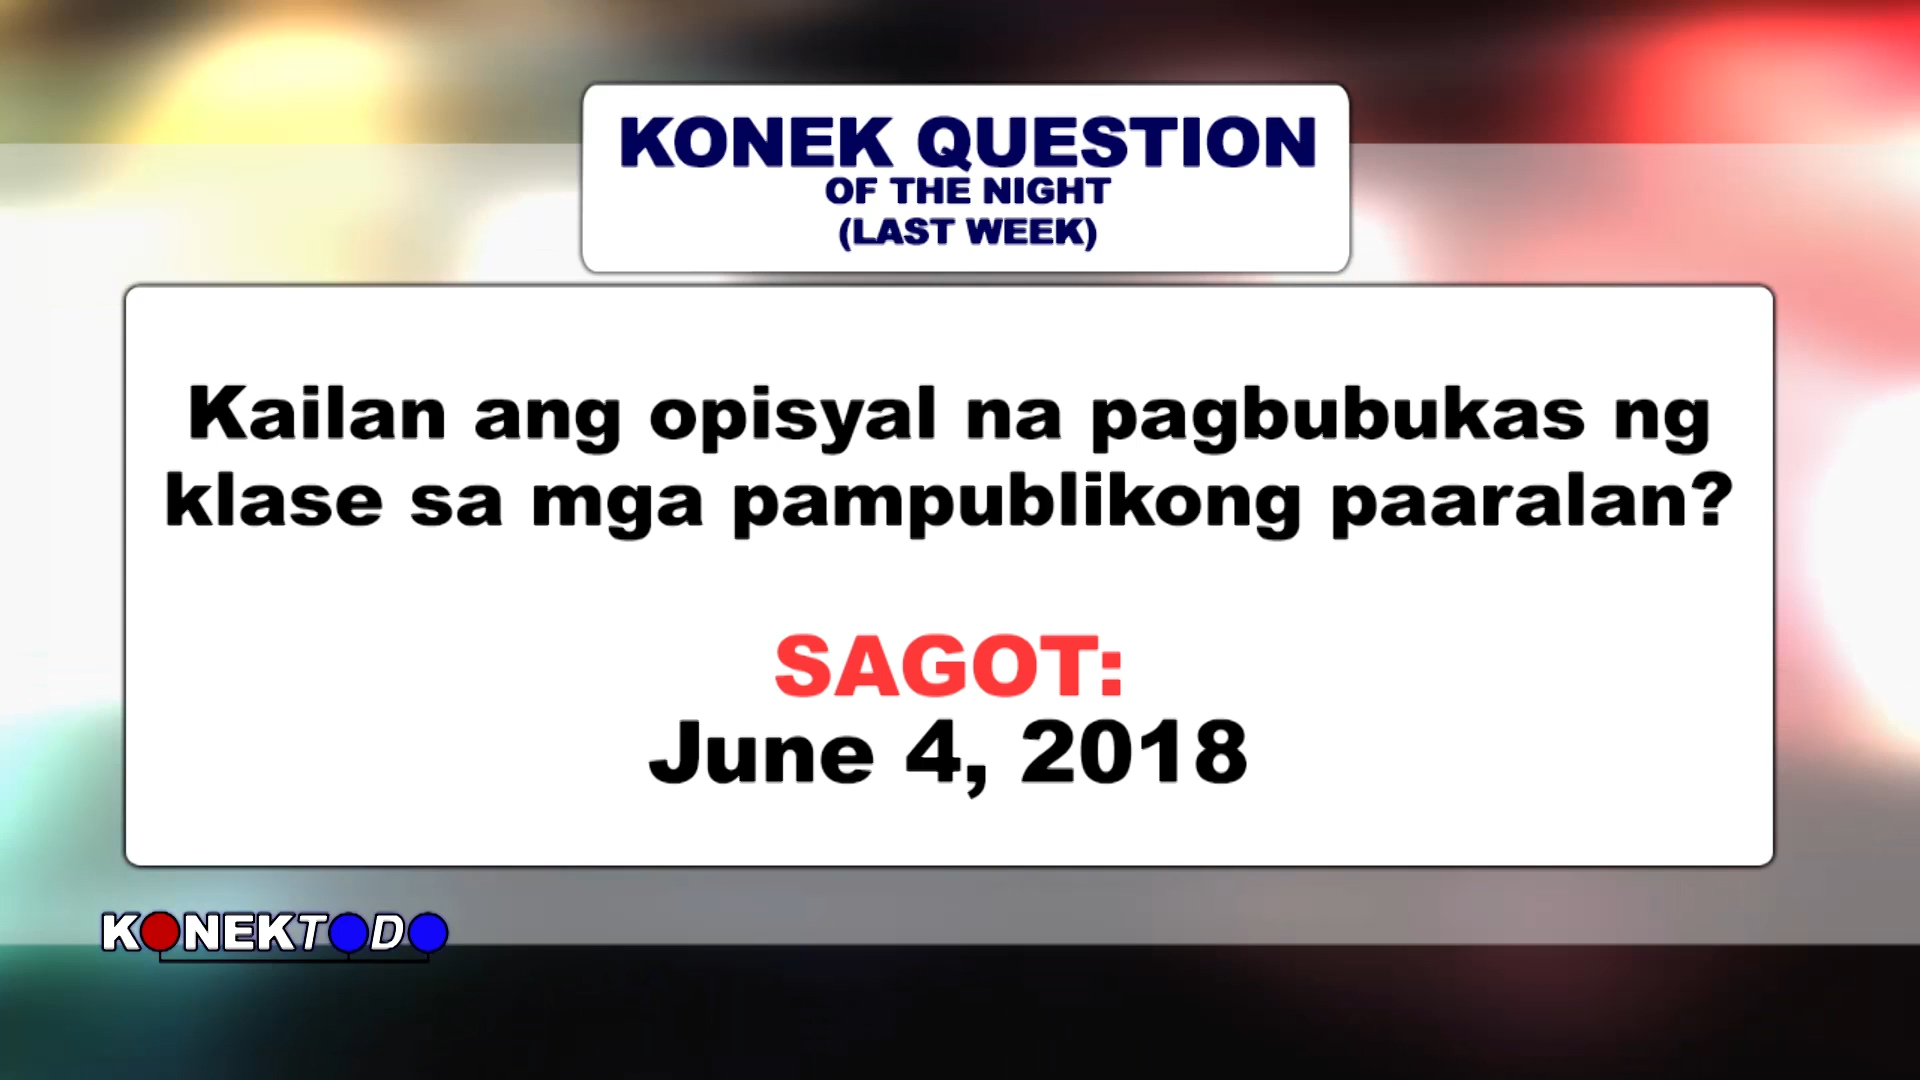 KONEK QUESTION
OF THE NIGHT
(LAST WEEK)
Kailan ang opisyal na pagbubukas ng
klase sa mga pampublikong paaralan?
SAGOT:
June 4, 2018
KONEKTODO